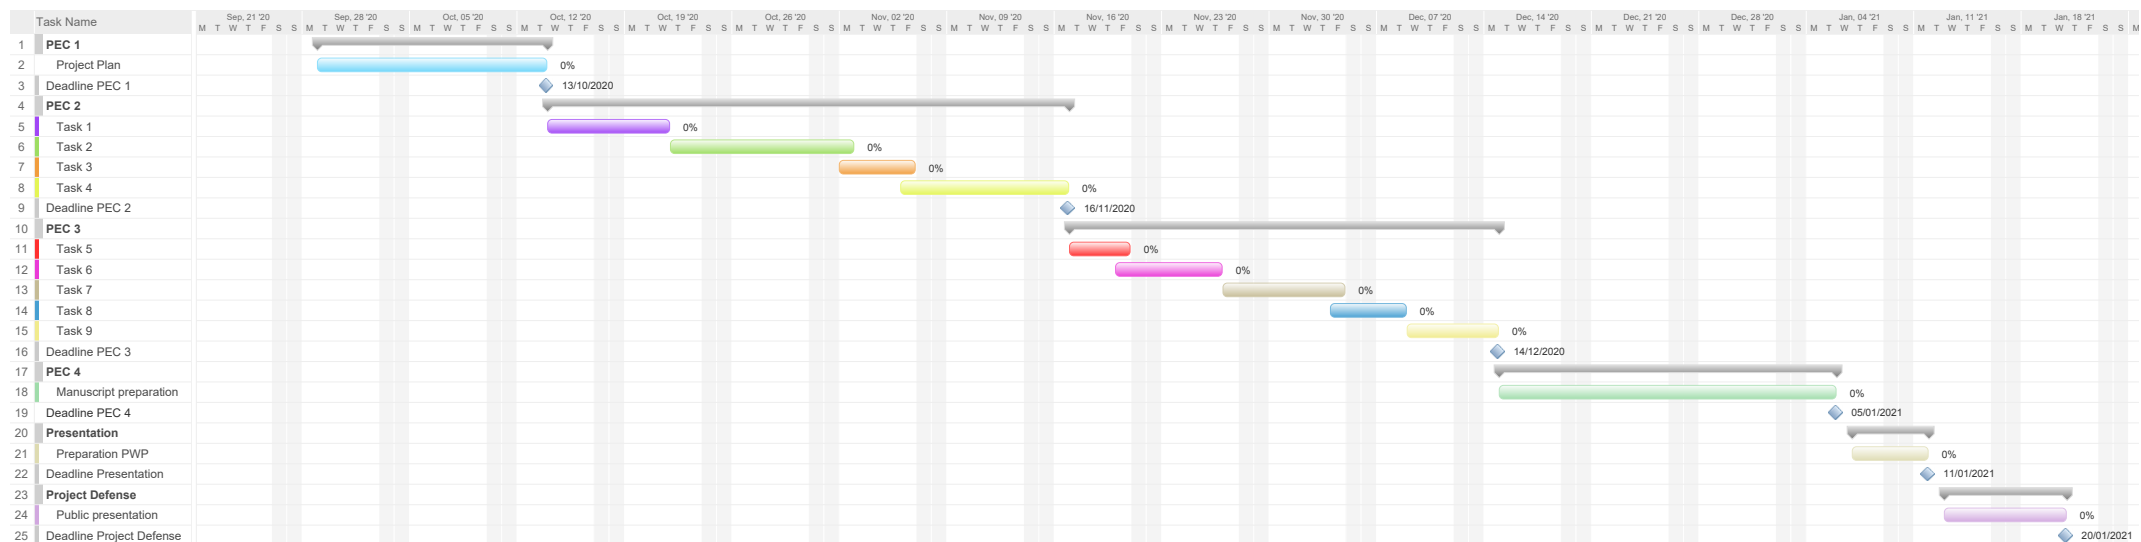 Task Name
Sep, 21 '20 Sep, 28 '20 Oct, 05 '20 Oct, 12 '20 Oct, 19 '20 Oct, 26 '20 Nov, 02 '20 Nov, 09 '20 Nov, 16 '20 Nov, 23 '20 Nov, 30 '20 Dec, 07 '20 Dec, 14 '20 Dec, 21 '20 Dec, 28 '20 Jan, 04 '21 Jan, 11 '21 Jan, 18 '21
M T W T F S S M T W T F S S M T W T F S S M T W T F S S M T W T F S S M T W T F S S M T W T F S S M T W T F S S M T W T F S S M T W T F S S M T W T F S S M T W T F S S M T W T F S S M T W T F S S M T W T F S S M T W T F S S M T W T F S S M T W T F S S M
1 PEC 1
2 Project Plan 0%
3 Deadline PEC 1 13/10/2020
4 PEC 2
5 Task 1 0%
6 Task 2 0%
7 Task 3 0%
8 Task 4 0%
9 Deadline PEC 2 16/11/2020
10 PEC 3
11 Task 5 0%
12 Task 6 0%
13 Task 7 0%
14 Task 8 0%
15 Task 9 0%
16 Deadline PEC 3 14/12/2020
17 PEC 4
18 Manuscript preparation 0%
19 Deadline PEC 4 05/01/2021
20 Presentation
21 Preparation PWP 0%
22 Deadline Presentation 11/01/2021
23 Project Defense
24 Public presentation 0%
25 Deadline Project Defense 20/01/2021